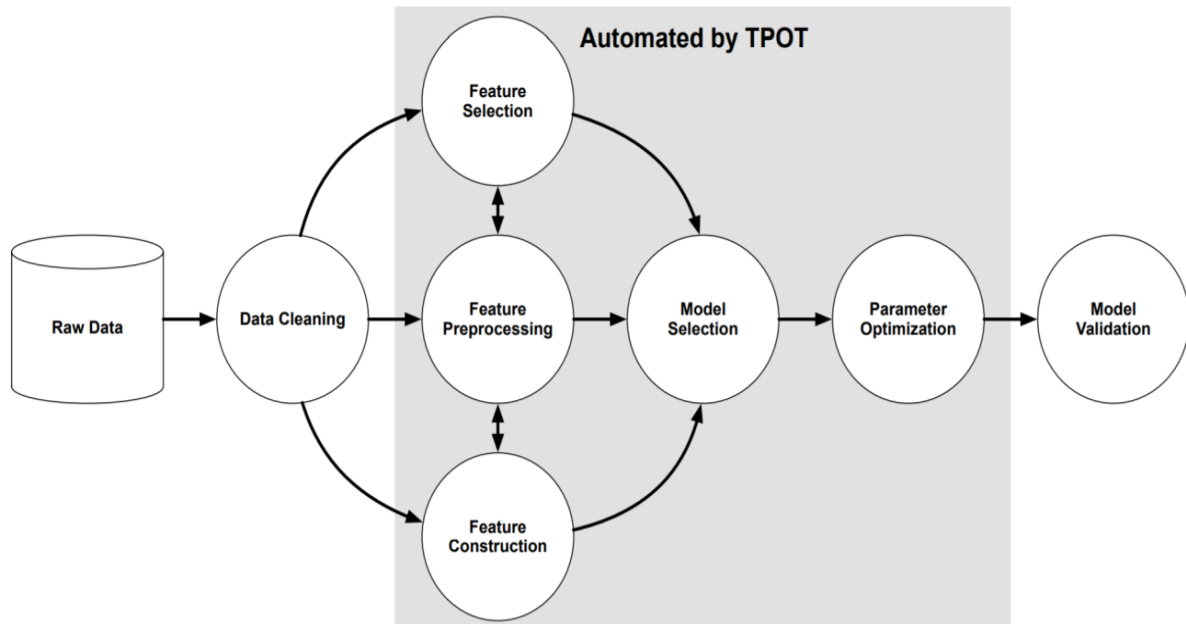 Automated by TPOT
Feature
Selection
Raw Data
Data Cleaning
Feature
Preprocessing
Model
Selection
Parameter
Optimization
Model
Validation
Feature
Construction